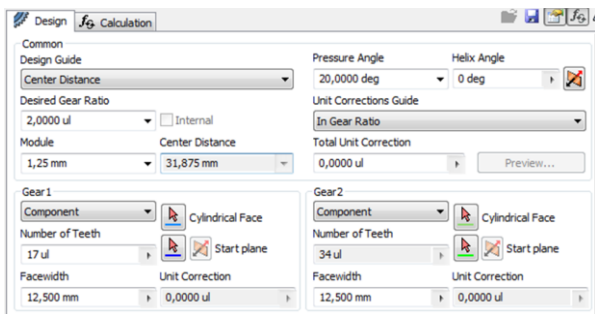 Design
Calculation
Common
Design Guide
Pressure Angle
Helix Angle
Center Distance
20,0000 deg
0 deg
Desired Gear Ratio
Unit Corrections Guide
2,0000 ul
Internal
In Gear Ratio
Module
Center Distance
Total Unit Correction
1,25 mm
31,875 mm
0,0000 ul
Preview...
Gear1
Gear2
Component
Cylindrical Face
Component
Cylindrical Face
Number of Teeth
Start plane
Number of Teeth
Start plane
17 ul
34 ul
Facewidth
Unit Correction
Facewidth
Unit Correction
12,500 mm
0,0000 ul
12,500 mm
0,0000 ul